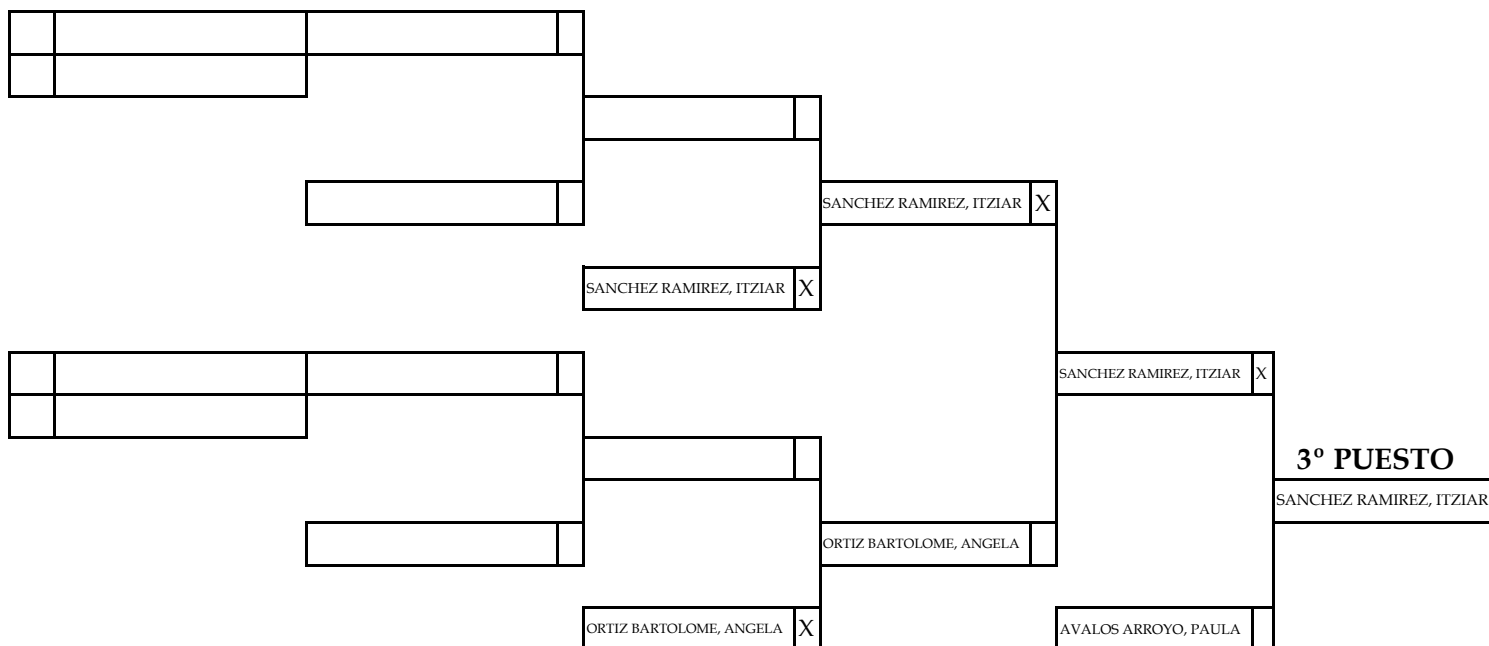 SANCHEZ RAMIREZ, ITZIAR X
SANCHEZ RAMIREZ, ITZIAR X
SANCHEZ RAMIREZ, ITZIAR X
3º PUESTO
SANCHEZ RAMIREZ, ITZIAR
ORTIZ BARTOLOME, ANGELA
ORTIZ BARTOLOME, ANGELA X
AVALOS ARROYO, PAULA